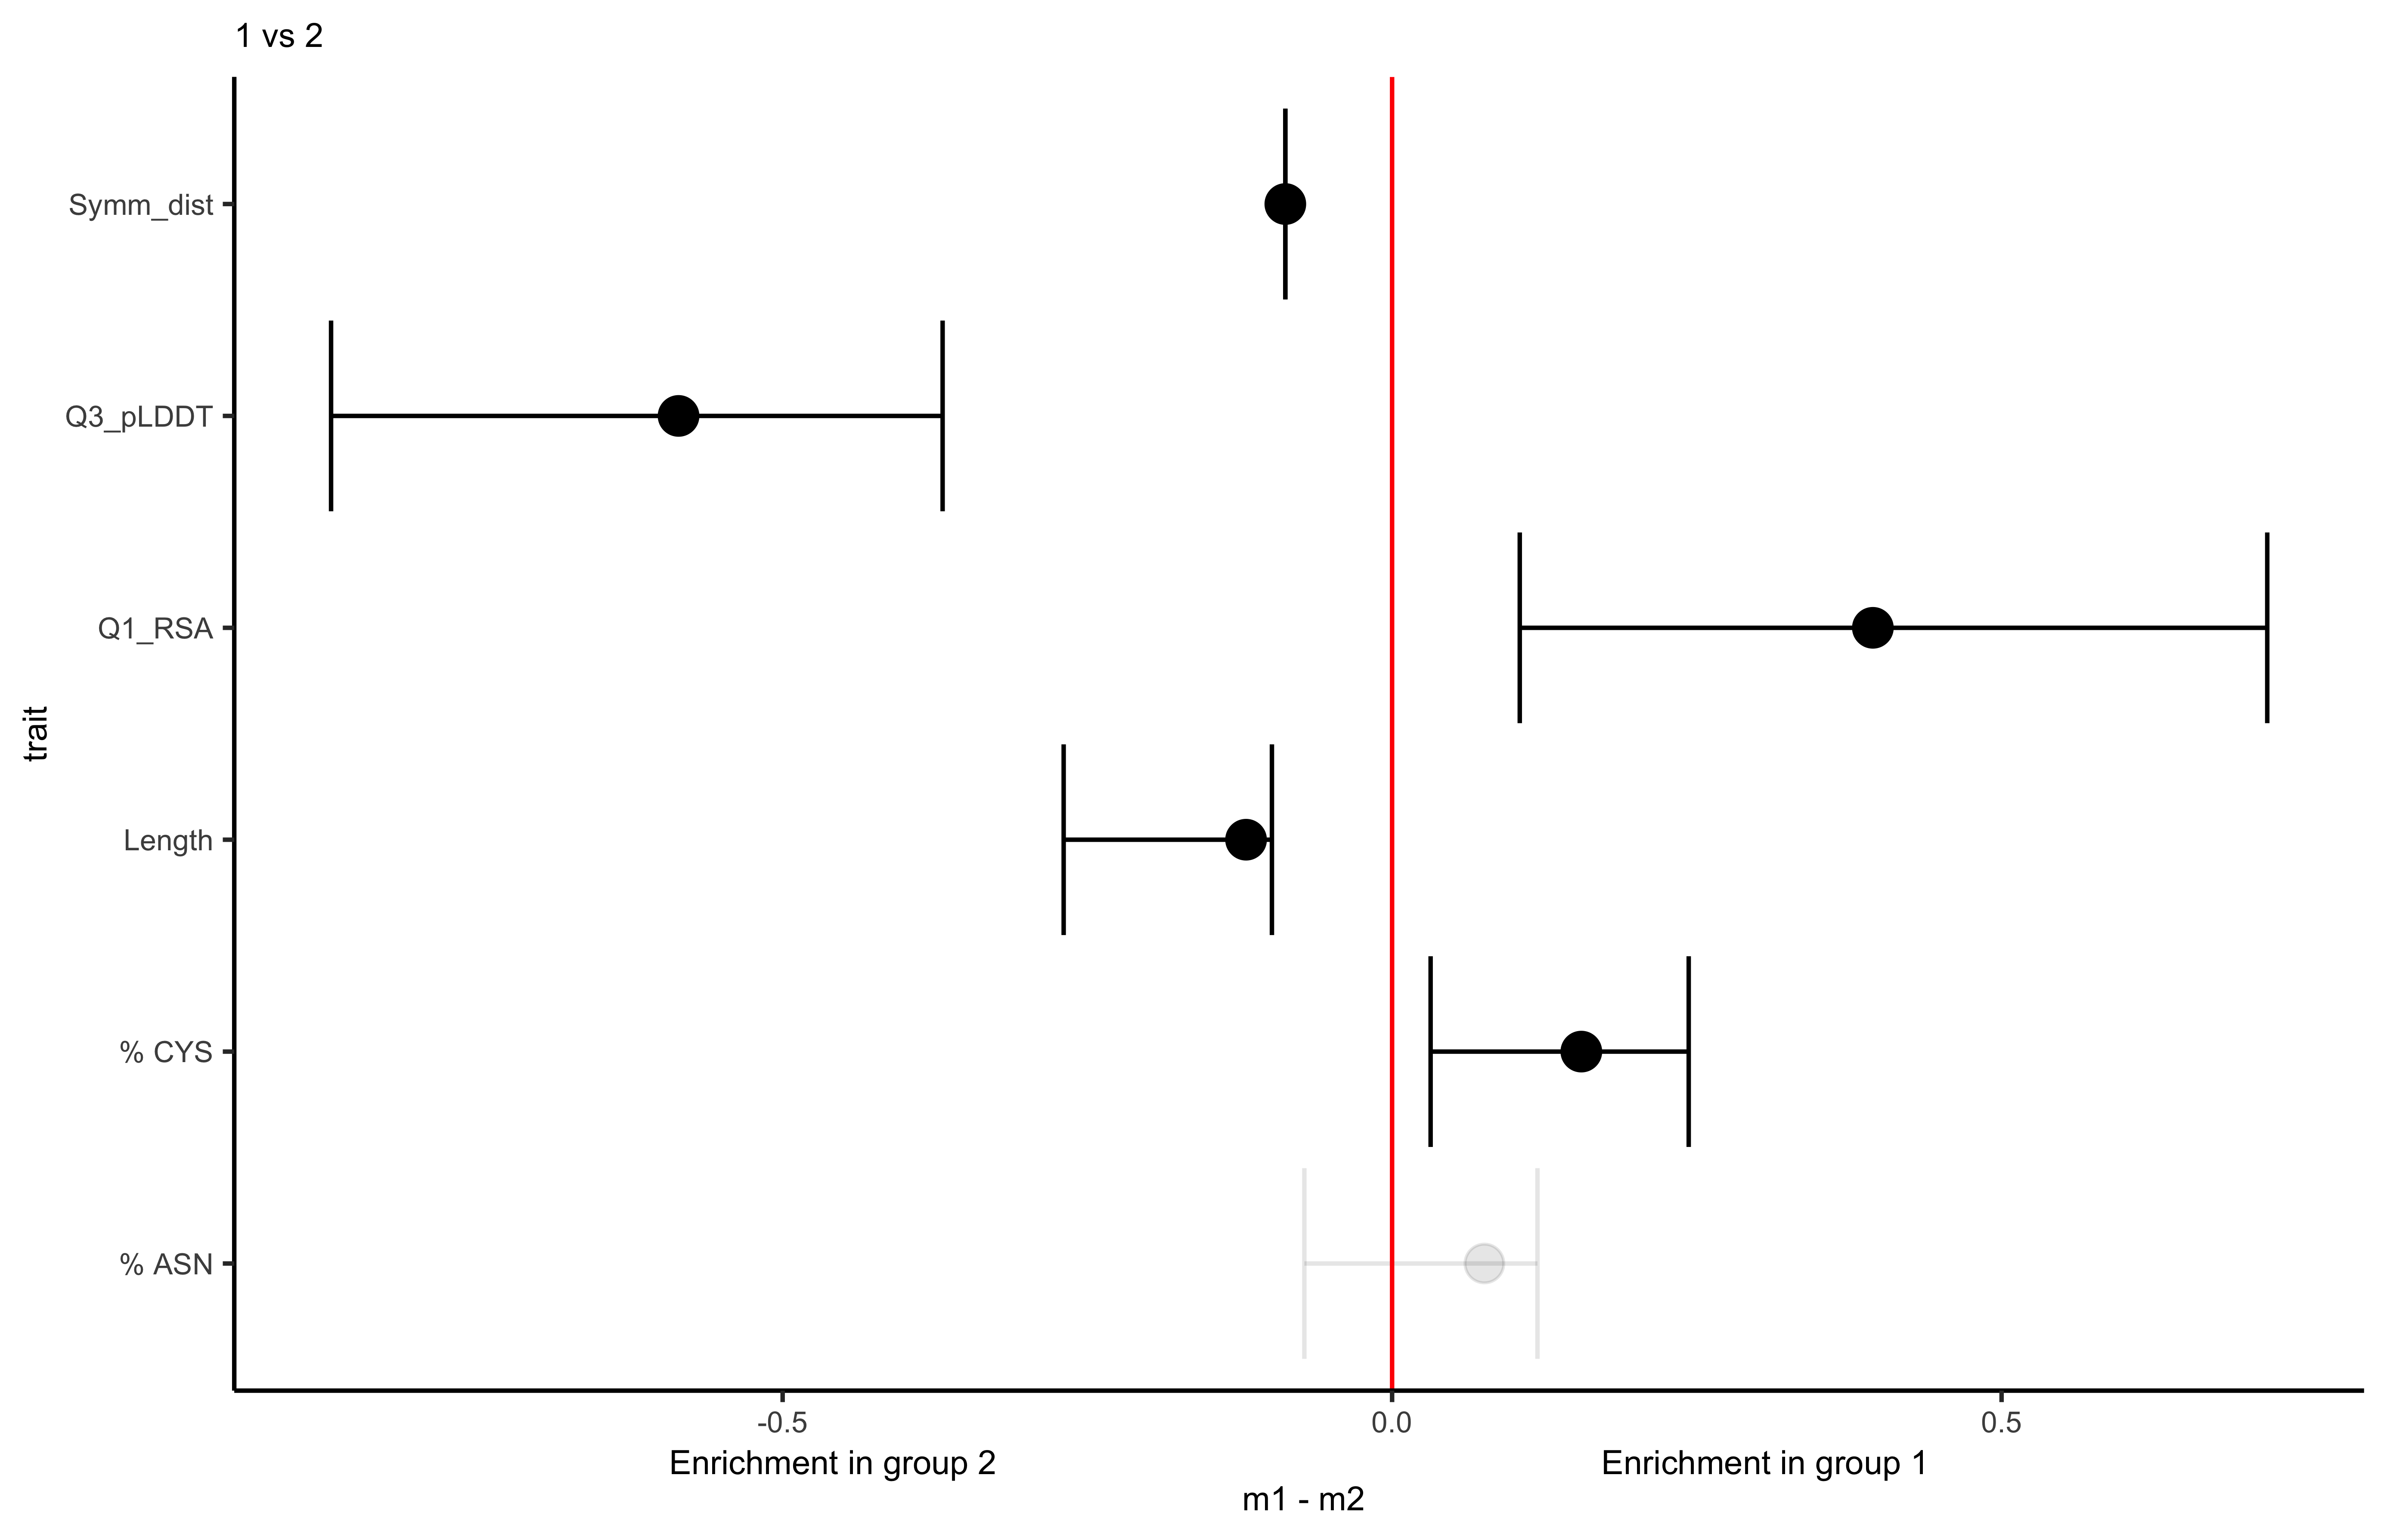 1 vs 2
Symm_dist
Q3_pLDDT
Q1_RSA
trait
Length
% CYS
% ASN
-0.5
0.0
0.5
Enrichment in group 2
Enrichment in group 1
m1 - m2